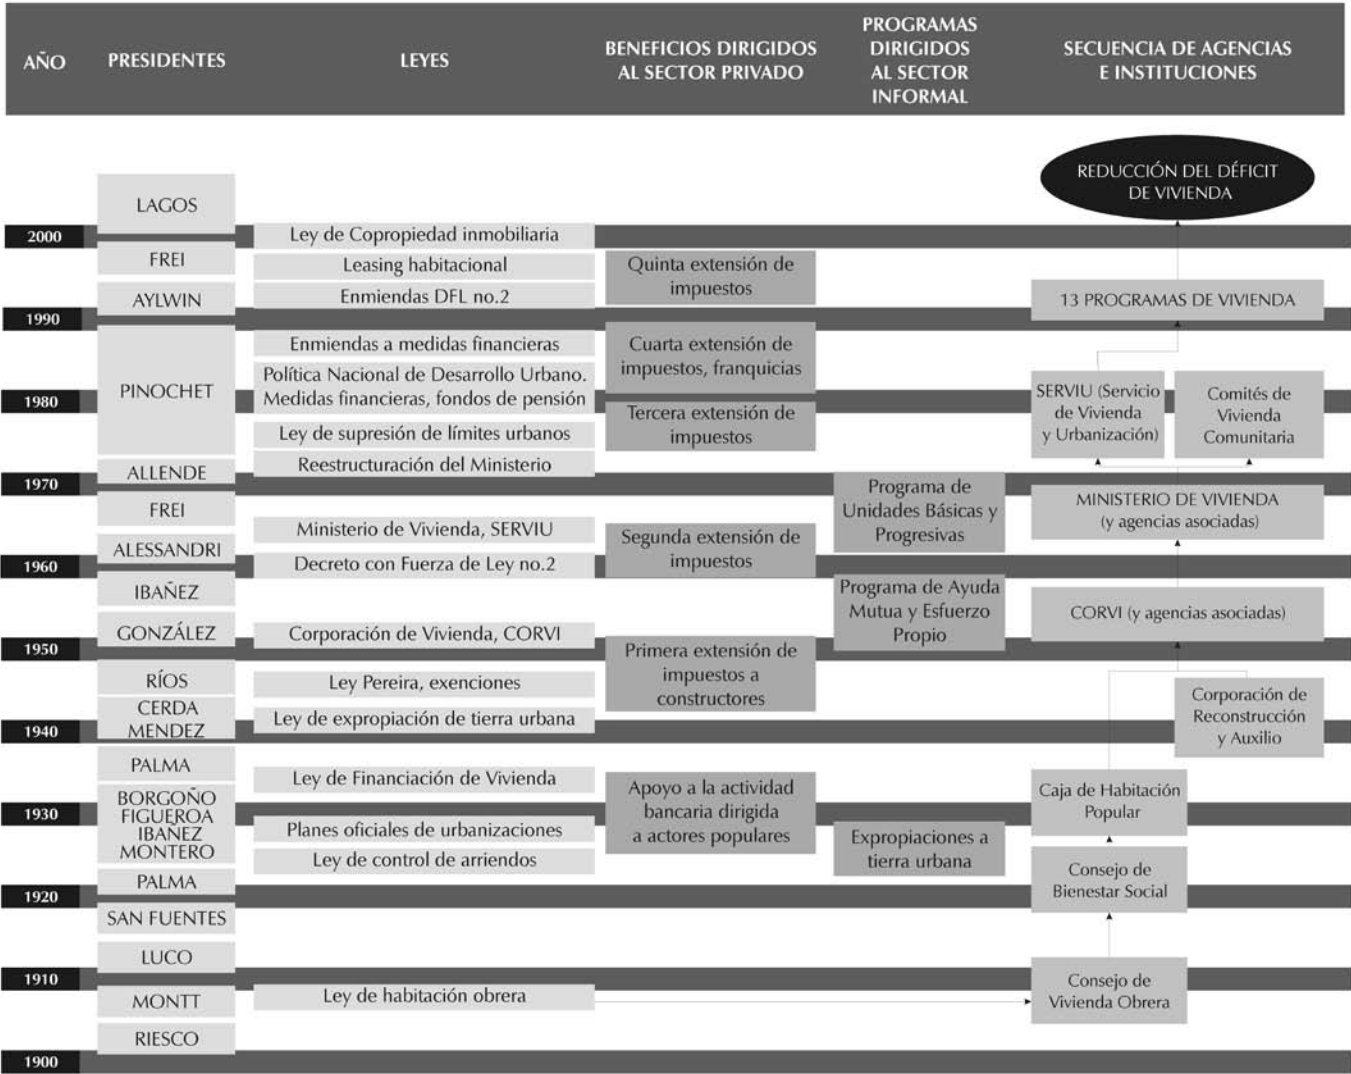 AÑO
PRESIDENTES
LEYES
BENEFICIOS DIRIGIDOS
AL SECTOR PRIVADO
PROGRAMAS
DIRIGIDOS
AL SECTOR
INFORMAL
SECUENCIA DE AGENCIAS
E INSTITUCIONES
REDUCCIÓN DEL DÉFICIT
DE VIVIENDA
LAGOS
2000
Ley de Copropiedad inmobiliaria
FREI
Leasing habitacional
Quinta extensión de
impuestos
AYLWIN
Enmiendas DFL no.2
13 PROGRAMAS DE VIVIENDA
1990
Enmiendas a medidas financieras
Cuarta extensión de
impuestos, franquicias
PINOCHET
Política Nacional de Desarrollo Urbano.
Medidas financieras, fondos de pensión
SERVIU (Servicio
de Vivienda
y Urbanización)
Comités de
Vivienda
Comunitaria
1980
Tercera extensión de
impuestos
Ley de supresión de límites urbanos
Reestructuración del Ministerio
ALLENDE
1970
Programa de
Unidades Básicas y
Progresivas
MINISTERIO DE VIVIENDA
(y agencias asociadas)
FREI
Ministerio de Vivienda, SERVIU
Segunda extensión de
impuestos
ALESSANDRI
1960
Decreto con Fuerza de Ley no.2
IBAÑEZ
Programa de Ayuda
Mutua y Esfuerzo
Propio
CORVI (y agencias asociadas)
GONZÁLEZ
Corporación de Vivienda, CORVI
1950
Primera extensión de
impuestos a
constructores
RÍOS
Ley Pereira, exenciones
CERDA
MENDEZ
Ley de expropiación de tierra urbana
Corporación de
Reconstrucción
y Auxilio
1940
PALMA
Ley de Financiación de Vivienda
Apoyo a la actividad
bancaria dirigida
a actores populares
Caja de Habitación
Popular
1930
BORGOÑO
FIGUEROA
IBAÑEZ
MONTERO
Planes oficiales de urbanizaciones
Ley de control de arriendos
Expropiaciones a
tierra urbana
PALMA
Consejo de
Bienestar Social
1920
SAN FUENTES
LUCO
1910
MONTT
Ley de habitación obrera
Consejo de
Vivienda Obrera
RIESCO
1900